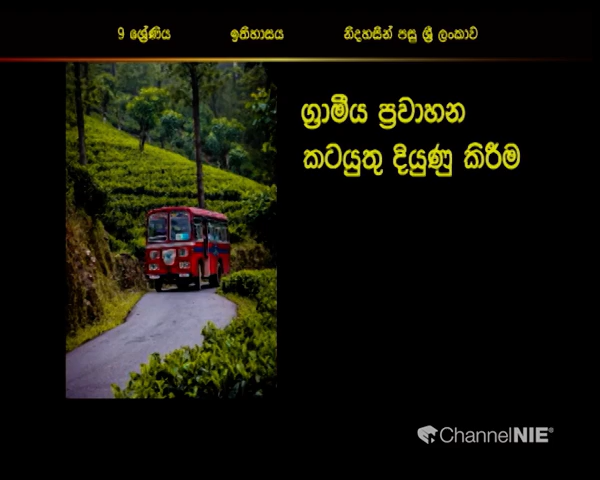 9 ශ්‍රේණිය ඉතිහාසය නිදහසින් පසු ශ්‍රී ලංකාව
ග්‍රාමීය ප්‍රවාහන
කටයුතු දියුණු කිරීම
ChannelNIE®